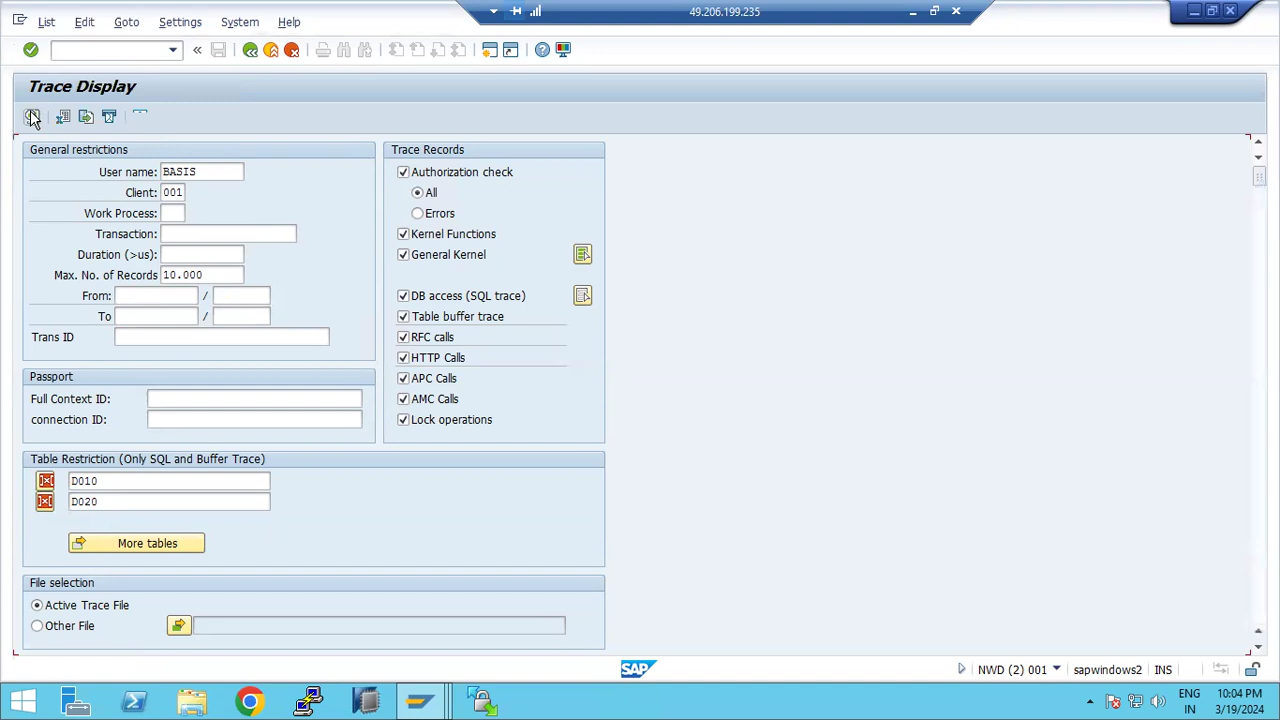 49.206.199.235
List Edit Goto Settings System Help
Trace Display
General restrictions
User name: BASIS
Client: 001
Work Process:
Transaction:
Duration (>us):
Max. No. of Records 10.000
From: /
To /
Trans ID
Passport
Full Context ID:
connection ID:
Trace Records
Authorization check
All
Errors
Kernel Functions
General Kernel
DB access (SQL trace)
Table buffer trace
RFC calls
HTTP Calls
APC Calls
AMC Calls
Lock operations
Table Restriction (Only SQL and Buffer Trace)
D010
D020
More tables
File selection
Active Trace File
Other File
SAP
NWD (2) 001 sapwindows2 INS
ENG 10:04 PM
IN 3/19/2024